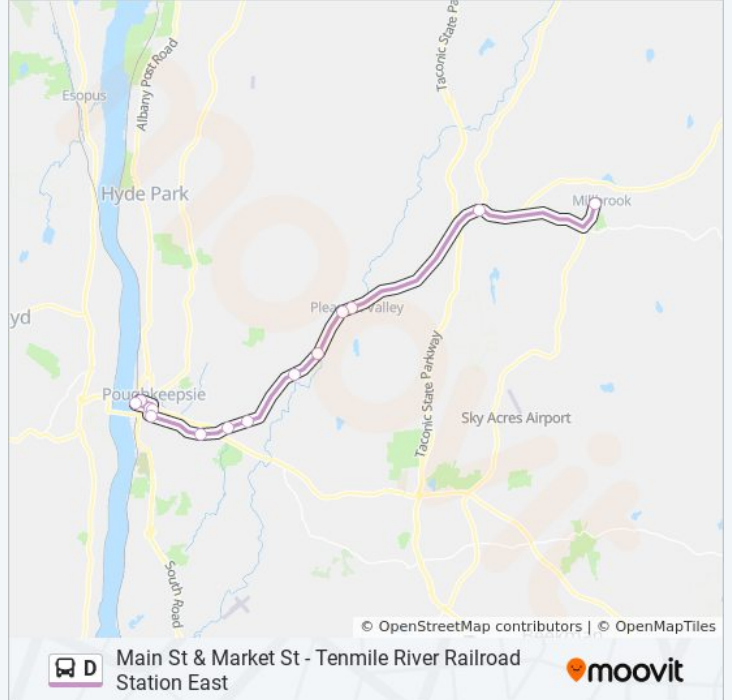 Taconic State Pa
Albany Post Road
Esopus
Hyde Park
Millbrook
Pleasant Valley
yd
Poughkeepsie
Taconic State Parkway
Sky Acres Airport
South Road
© OpenStreetMap contributors | © OpenMapTiles
D
Main St & Market St - Tenmile River Railroad
Station East
moovit